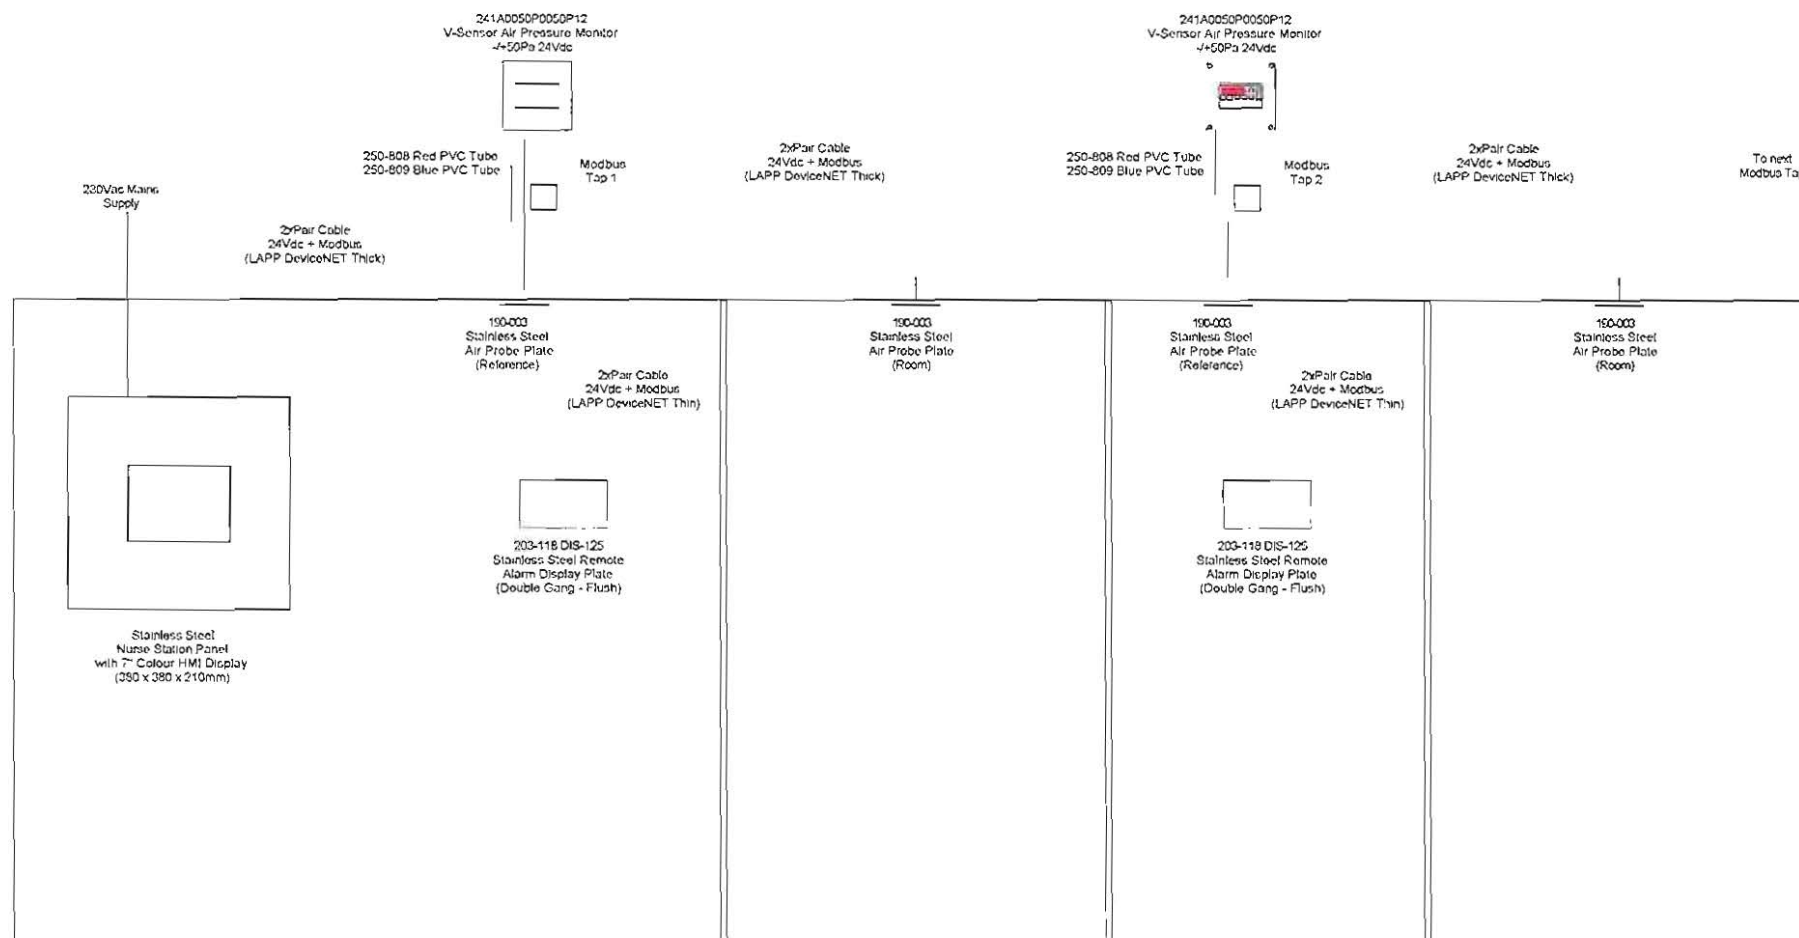 241A0050P0050P12
V-Sensor Air Pressure Monitor
-/+50Pa 24Vdc
241A0050P0050P12
V-Sensor Air Pressure Monitor
-/+50Pa 24Vdc
250-808 Red PVC Tube
250-809 Blue PVC Tube
Modbus
Tap 1
2xPair Cable
24Vdc + Modbus
(LAPP DeviceNET Thick)
250-808 Red PVC Tube
250-809 Blue PVC Tube
Modbus
Tap 2
2xPair Cable
24Vdc + Modbus
(LAPP DeviceNET Thick)
To next
Modbus Ta
230Vac Mains
Supply
2xPair Cable
24Vdc + Modbus
(LAPP DeviceNET Thick)
190-003
Stainless Steel
Air Probe Plate
(Reference)
190-003
Stainless Steel
Air Probe Plate
(Room)
190-003
Stainless Steel
Air Probe Plate
(Reference)
190-003
Stainless Steel
Air Probe Plate
(Room)
2xPair Cable
24Vdc + Modbus
(LAPP DeviceNET Thin)
2xPair Cable
24Vdc + Modbus
(LAPP DeviceNET Thin)
203-118 DIS-125
Stainless Steel Remote
Alarm Display Plate
(Double Gang - Flush)
203-118 DIS-125
Stainless Steel Remote
Alarm Display Plate
(Double Gang - Flush)
Stainless Steel
Nurse Station Panel
with 7" Colour HMI Display
(380 x 380 x 210mm)